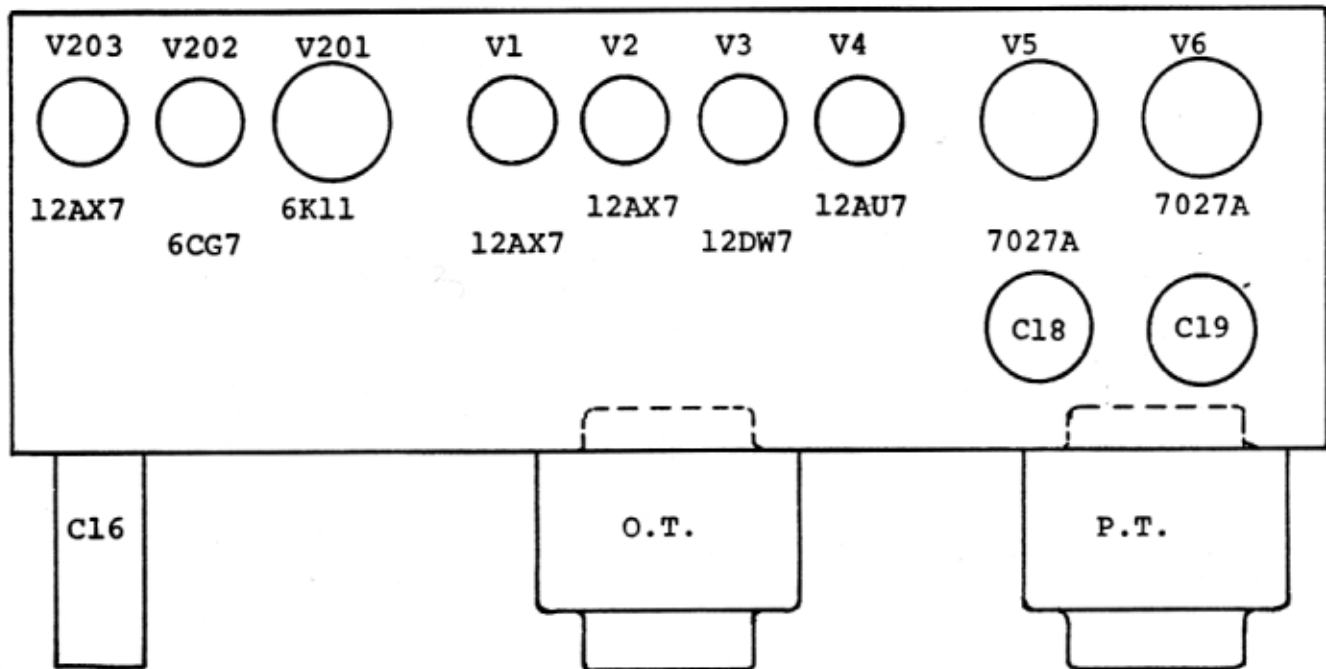 V203 V202 V201 V1 V2 V3 V4 V5 V6
12AX7 6K11 12AX7 12AU7 7027A
6CG7 12AX7 12DW7 7027A
C18 C19
C16 O.T. P.T.